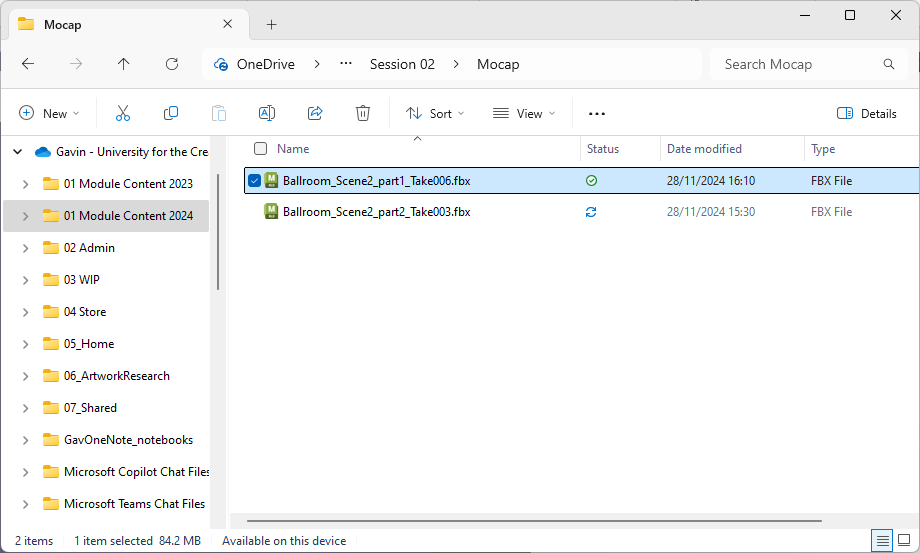 Mocap
OneDrive > ... Session 02 > Mocap
Search Mocap
New
Sort
View
Details
Gavin - University for the Cre
01 Module Content 2023
01 Module Content 2024
02 Admin
03 WIP
04 Store
05_Home
06_ArtworkResearch
07_Shared
GavOneNote_notebooks
Microsoft Copilot Chat Files
Microsoft Teams Chat Files
Name Status Date modified Type
Ballroom_Scene2_part1_Take006.fbx 28/11/2024 16:10 FBX File
Ballroom_Scene2_part2_Take003.fbx 28/11/2024 15:30 FBX File
2 items 1 item selected 84.2 MB Available on this device